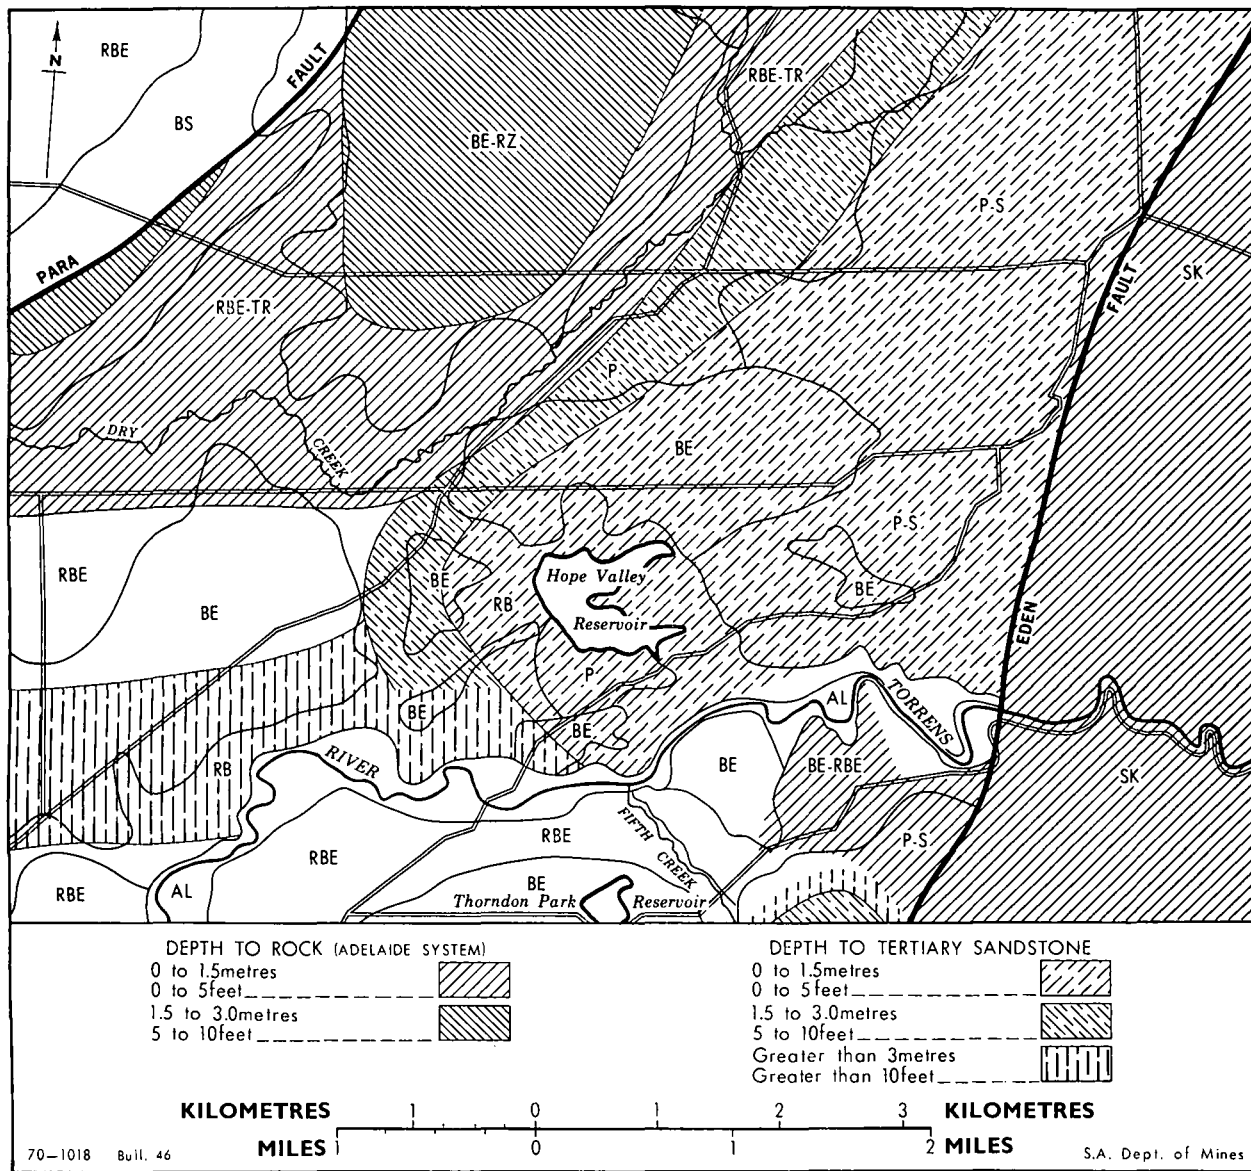 RBE
N
BS
PARA
FAULT
BE-RZ
RBE-TR
P-S
SK
RBE-TR
FAULT
P
DRY
CREEK
BE
P-S
RBE
BE
BE
RB
Hope Valley
Reservoir
BE
EDEN
P
BE
BE
AL
TORRENS
RB
RIVER
BE
BE-RBE
SK
FIFTH CREEK
P-S
RBE
RBE
RBE
AL
BE
Thorndon Park
Reservoir
DEPTH TO ROCK (ADELAIDE SYSTEM)
0 to 1.5metres
0 to 5feet
1.5 to 3.0metres
5 to 10feet
DEPTH TO TERTIARY SANDSTONE
0 to 1.5metres
0 to 5feet
1.5 to 3.0metres
5 to 10feet
Greater than 3metres
Greater than 10feet
KILOMETRES 1 0 1 2 3 KILOMETRES
MILES 1 0 1 2 MILES
70-1018 Bull. 46
S.A. Dept. of Mines